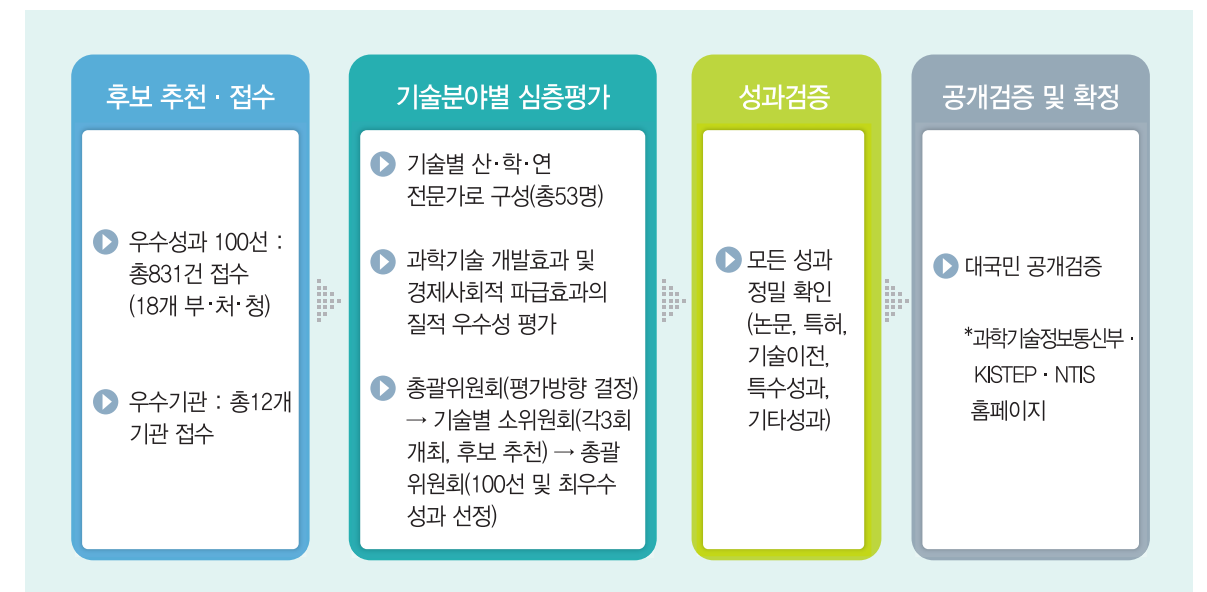 후보 추천 · 접수
우수성과 100선 :
총831건 접수
(18개 부·처·청)
우수기관 : 총12개
기관 접수
기술분야별 심층평가
기술별 산·학·연
전문가로 구성(총53명)
과학기술 개발효과 및
경제사회적 파급효과의
질적 우수성 평가
총괄위원회(평가방향 결정)
→ 기술별 소위원회(각3회
개최, 후보 추천) → 총괄
위원회(100선 및 최우수
성과 선정)
성과검증
모든 성과
정밀 확인
(논문, 특허,
기술이전,
특수성과,
기타성과)
공개검증 및 확정
대국민 공개검증
*과학기술정보통신부 ·
KISTEP · NTIS
홈페이지